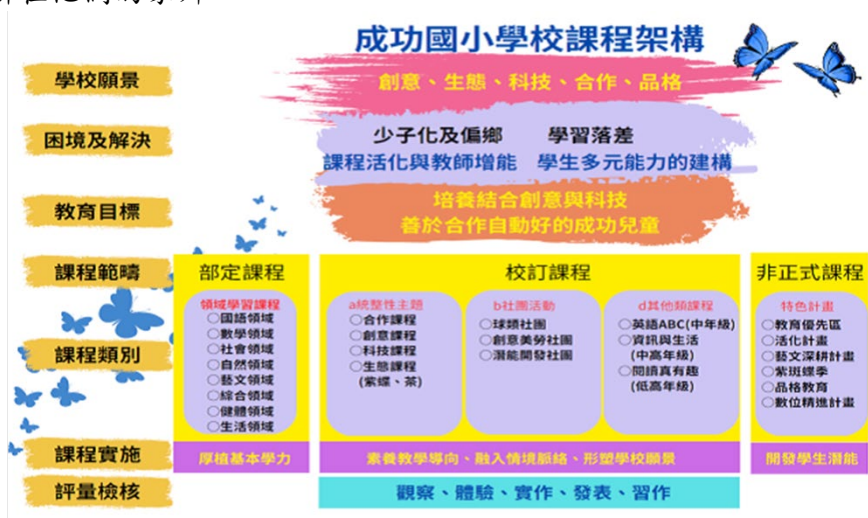 成功國小學校課程架構
學校願景
創意、生態、科技、合作、品格
困境及解決
少子化及偏鄉 學習落差
課程活化與教師增能 學生多元能力的建構
教育目標
培養結合創意與科技
善於合作自動好的成功兒童
課程範疇
部定課程
校訂課程
非正式課程
課程類別
領域學習課程
○國語領域
○數學領域
○社會領域
○自然領域
○藝文領域
○綜合領域
○健體領域
○生活領域
a統整性主題
○合作課程
○創意課程
○科技課程
○生態課程
(紫蝶、茶)
b社團活動
○球類社團
○創意美勞社團
○潛能開發社團
d其他類課程
○英語ABC(中年級)
○資訊與生活
(中高年級)
○閱讀真有趣
(低高年級)
特色計畫
○教育優先區
○活化計畫
○藝文深耕計畫
○紫斑蝶季
○品格教育
○數位精進計畫
課程實施
厚植基本學力
素養教學導向、融入情境脈絡、形塑學校願景
開發學生潛能
評量檢核
觀察、體驗、實作、發表、習作